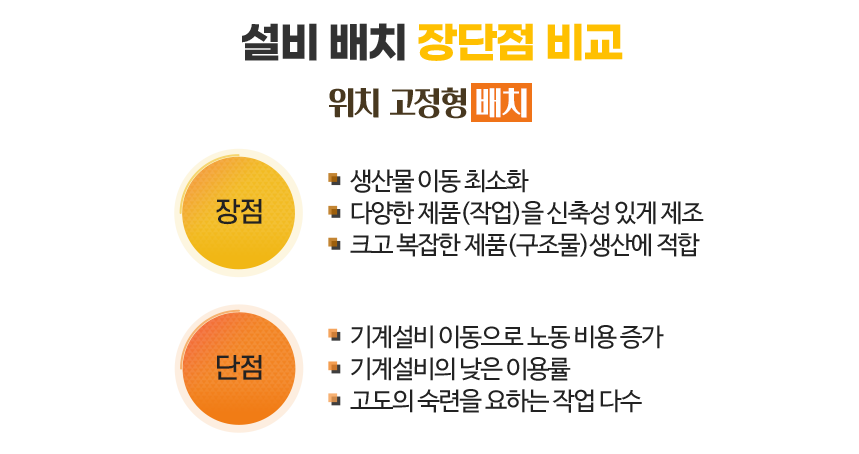 설비 배치 장단점 비교
위치 고정형 배치
장점
생산물 이동 최소화
다양한 제품(작업)을 신축성 있게 제조
크고 복잡한 제품(구조물)생산에 적합
단점
기계설비 이동으로 노동 비용 증가
기계설비의 낮은 이용률
고도의 숙련을 요하는 작업 다수